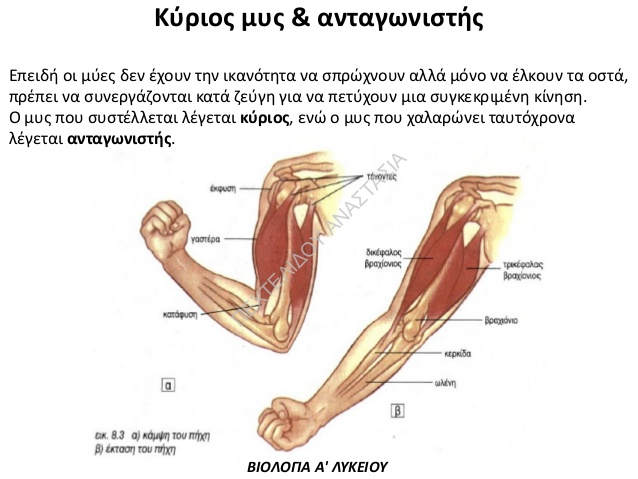 Κύριος μυς & ανταγωνιστής
Επειδή οι μύες δεν έχουν την ικανότητα να σπρώχνουν αλλά μόνο να έλκουν τα οστά,
πρέπει να συνεργάζονται κατά ζεύγη για να πετύχουν μια συγκεκριμένη κίνηση.
Ο μυς που συστέλλεται λέγεται κύριος, ενώ ο μυς που χαλαρώνει ταυτόχρονα
λέγεται ανταγωνιστής.
έκφυση
τένοντες
γαστέρα
δικέφαλος
βραχίονιος
τρικέφαλος
βραχίονιος
κατάφυση
βραχιόνιο
κερκίδα
ωλένη
α
β
εικ. 8.3 α) κάμψη του πήχη
β) έκταση του πήχη
ΑΝΑΣΤΑΣΙΑ
ΒΙΟΛΟΓΙΑ Α' ΛΥΚΕΙΟΥ